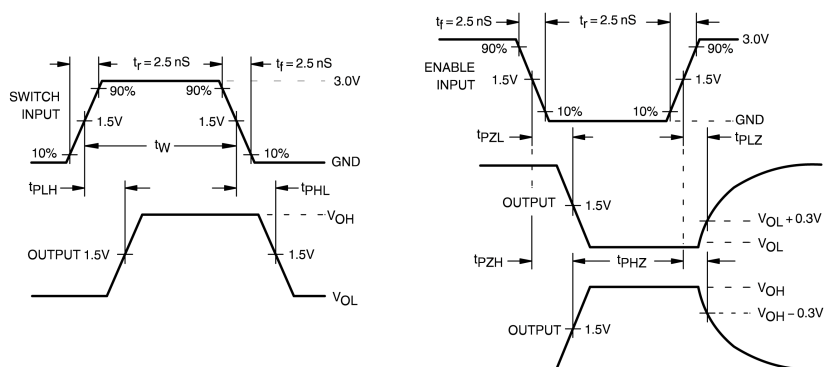 tr = 2.5 nS
tf = 2.5 nS
SWITCH
INPUT
90%
90%
3.0V
1.5V
1.5V
10%
tW
10%
GND
tPLH
tPHL
VOH
OUTPUT 1.5V
1.5V
VOL
tf = 2.5 nS
tr = 2.5 nS
90%
90%
3.0V
ENABLE
INPUT
1.5V
1.5V
10%
10%
GND
tPZL
tPLZ
OUTPUT
1.5V
VOL + 0.3V
VOL
tPZH
tPHZ
VOH
VOH – 0.3V
OUTPUT
1.5V